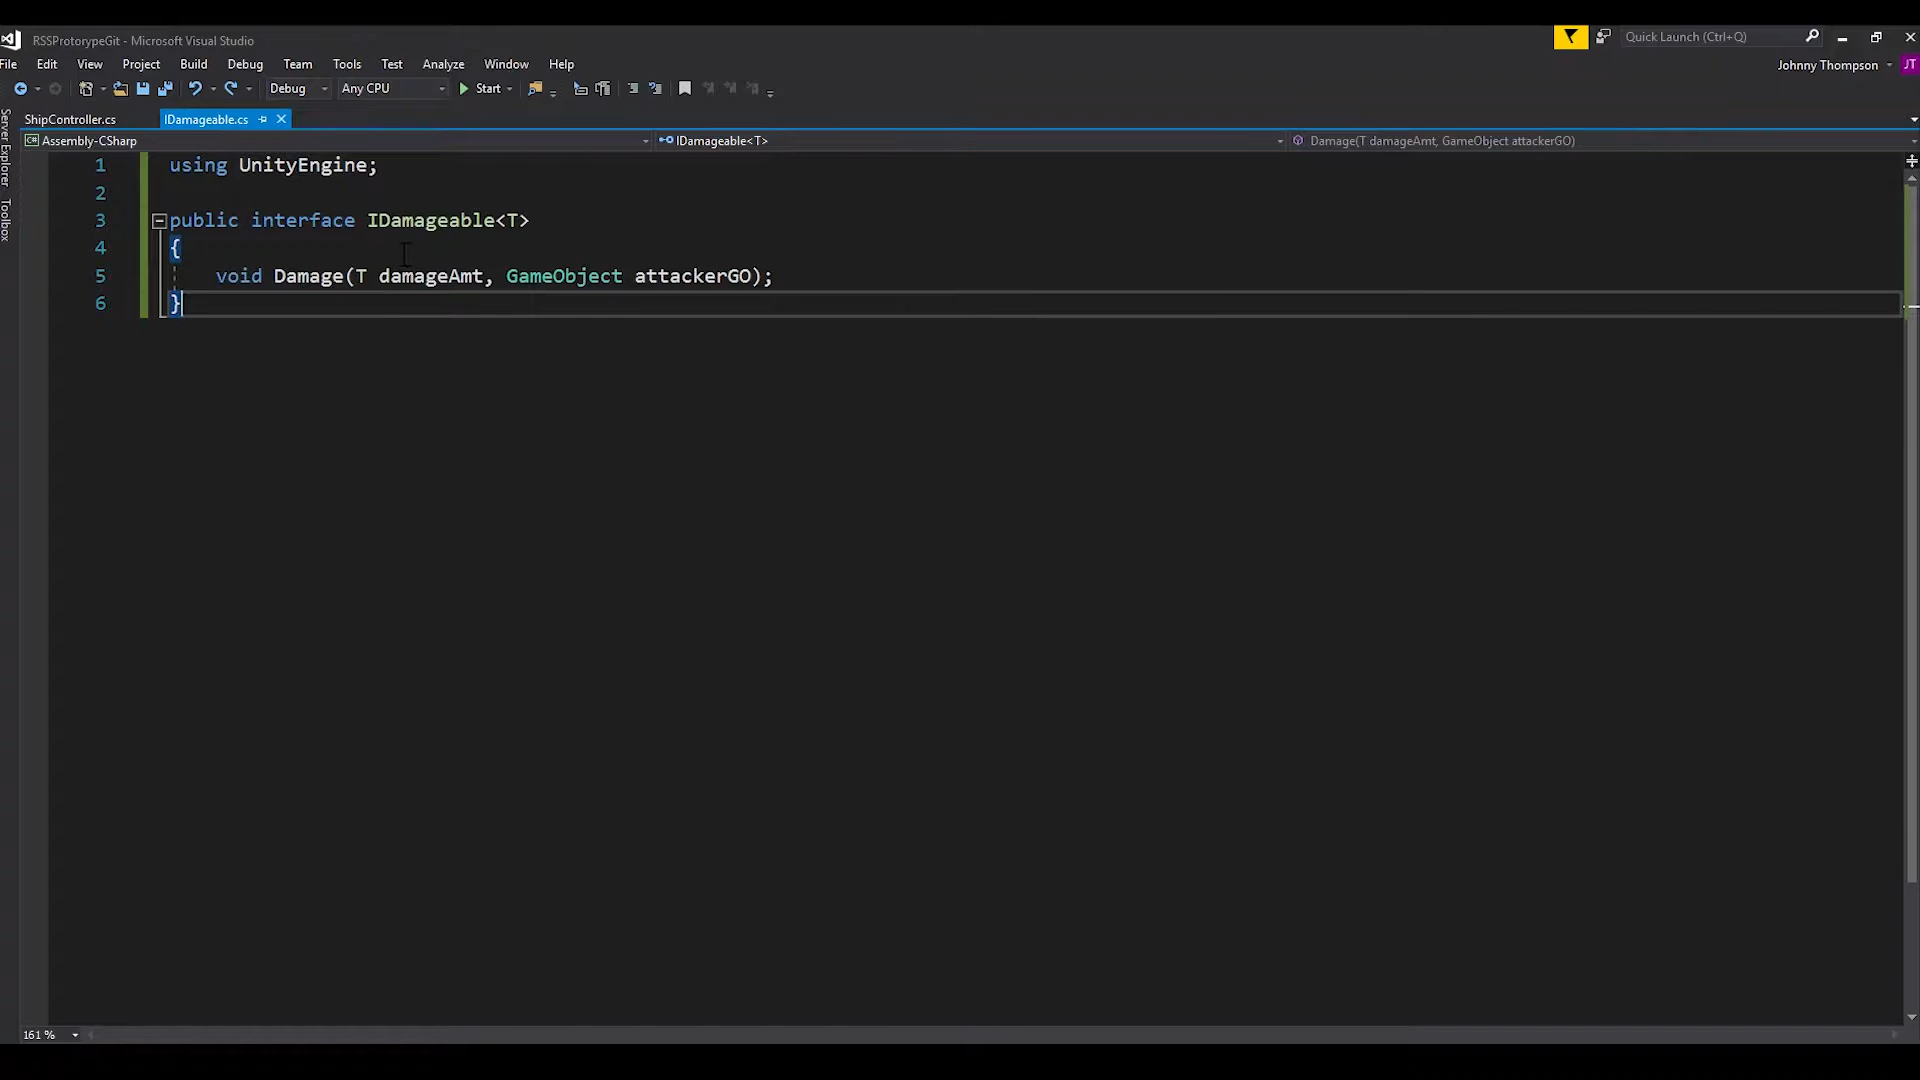 RSSProtorypeGit - Microsoft Visual Studio
Quick Launch (Ctrl+Q)
File Edit View Project Build Debug Team Tools Test Analyze Window Help
Johnny Thompson JT
Debug Any CPU Start
ShipController.cs IDamageable.cs
C# Assembly-CSharp IDamageable<T> Damage(T damageAmt, GameObject attackerGO)
Server Explorer
Toolbox
1 using UnityEngine;
2
3 public interface IDamageable<T>
4 {
5 void Damage(T damageAmt, GameObject attackerGO);
6 }
161 %